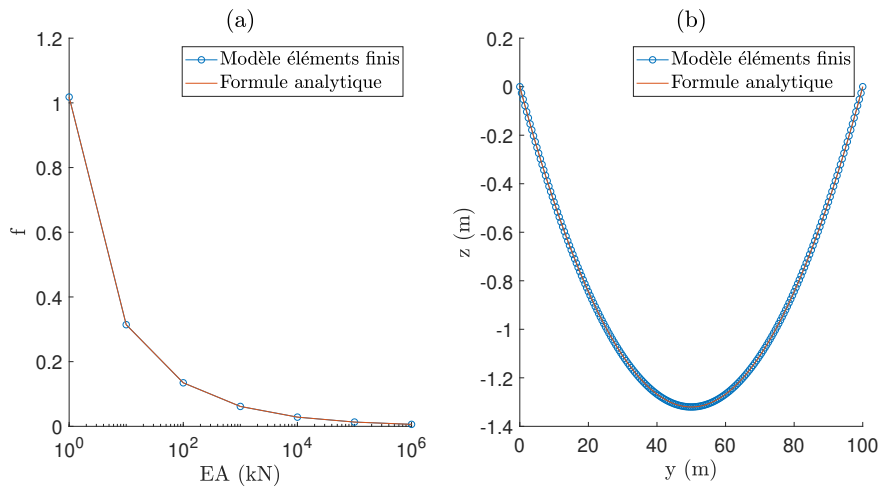 (a)
1.2
1
0.8
0.6
0.4
0.2
0
10^0
10^2
10^4
10^6
f
EA (kN)
Modèle éléments finis
Formule analytique
(b)
0.2
0
-0.2
-0.4
-0.6
-0.8
-1
-1.2
-1.4
0
20
40
60
80
100
z (m)
y (m)
Modèle éléments finis
Formule analytique